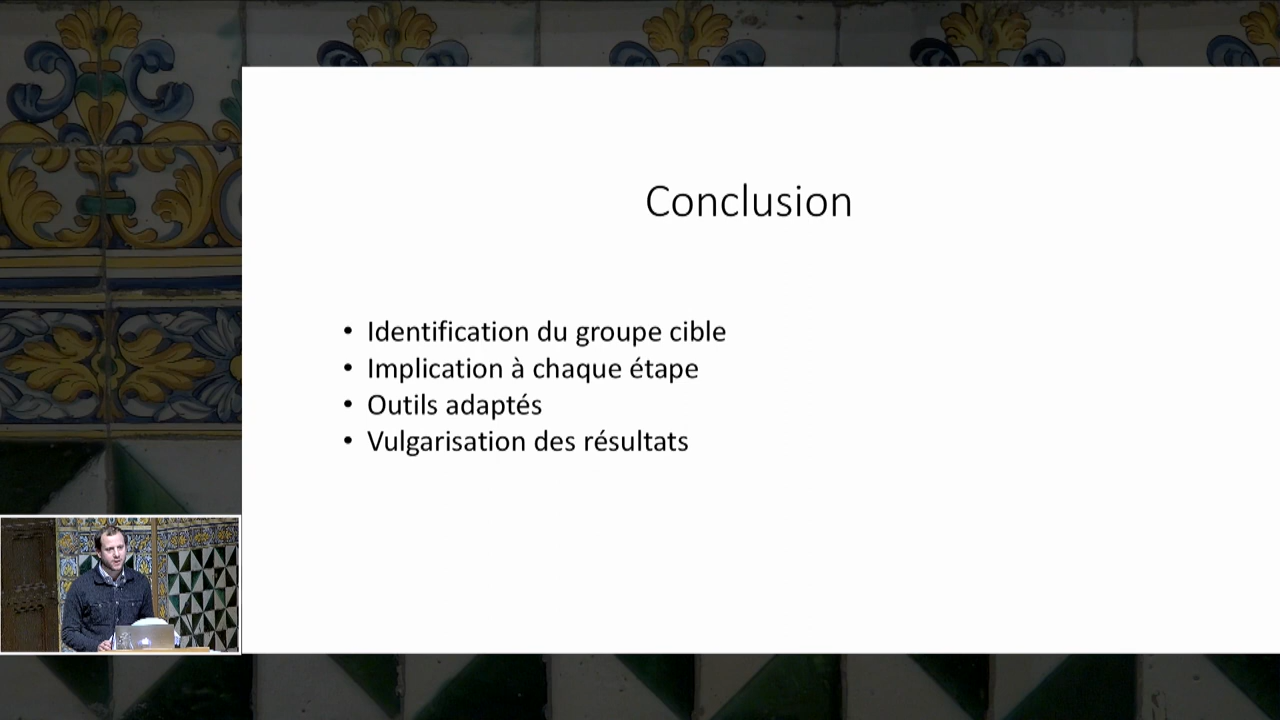 Conclusion
• Identification du groupe cible
• Implication à chaque étape
• Outils adaptés
• Vulgarisation des résultats